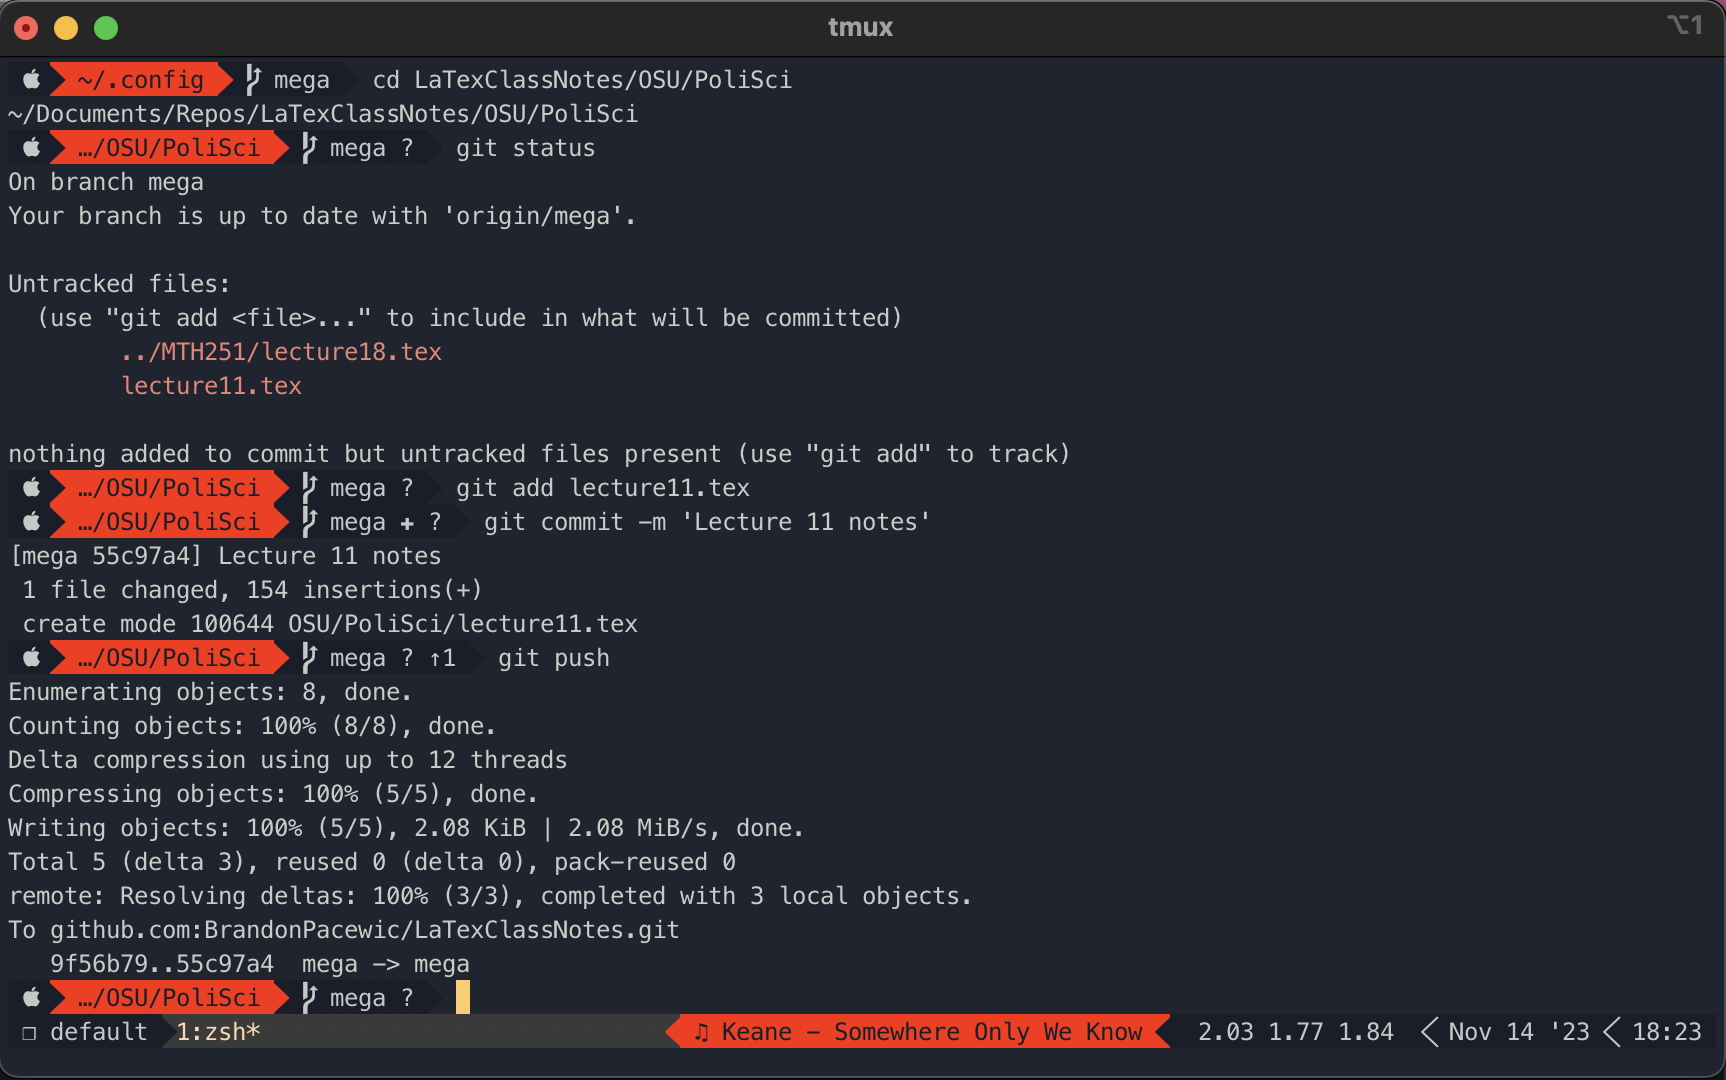 tmux
⌥1
~/.config mega cd LaTexClassNotes/OSU/PoliSci
~/Documents/Repos/LaTexClassNotes/OSU/PoliSci
…/OSU/PoliSci mega ? git status
On branch mega
Your branch is up to date with 'origin/mega'.
Untracked files:
(use "git add <file>..." to include in what will be committed)
../MTH251/lecture18.tex
lecture11.tex
nothing added to commit but untracked files present (use "git add" to track)
…/OSU/PoliSci mega ? git add lecture11.tex
…/OSU/PoliSci mega + ? git commit -m 'Lecture 11 notes'
[mega 55c97a4] Lecture 11 notes
1 file changed, 154 insertions(+)
create mode 100644 OSU/PoliSci/lecture11.tex
…/OSU/PoliSci mega ? ↑1 git push
Enumerating objects: 8, done.
Counting objects: 100% (8/8), done.
Delta compression using up to 12 threads
Compressing objects: 100% (5/5), done.
Writing objects: 100% (5/5), 2.08 KiB | 2.08 MiB/s, done.
Total 5 (delta 3), reused 0 (delta 0), pack-reused 0
remote: Resolving deltas: 100% (3/3), completed with 3 local objects.
To github.com:BrandonPacewic/LaTexClassNotes.git
9f56b79..55c97a4 mega -> mega
…/OSU/PoliSci mega ?
❐ default 1:zsh* ♫ Keane - Somewhere Only We Know 2.03 1.77 1.84 Nov 14 '23 18:23